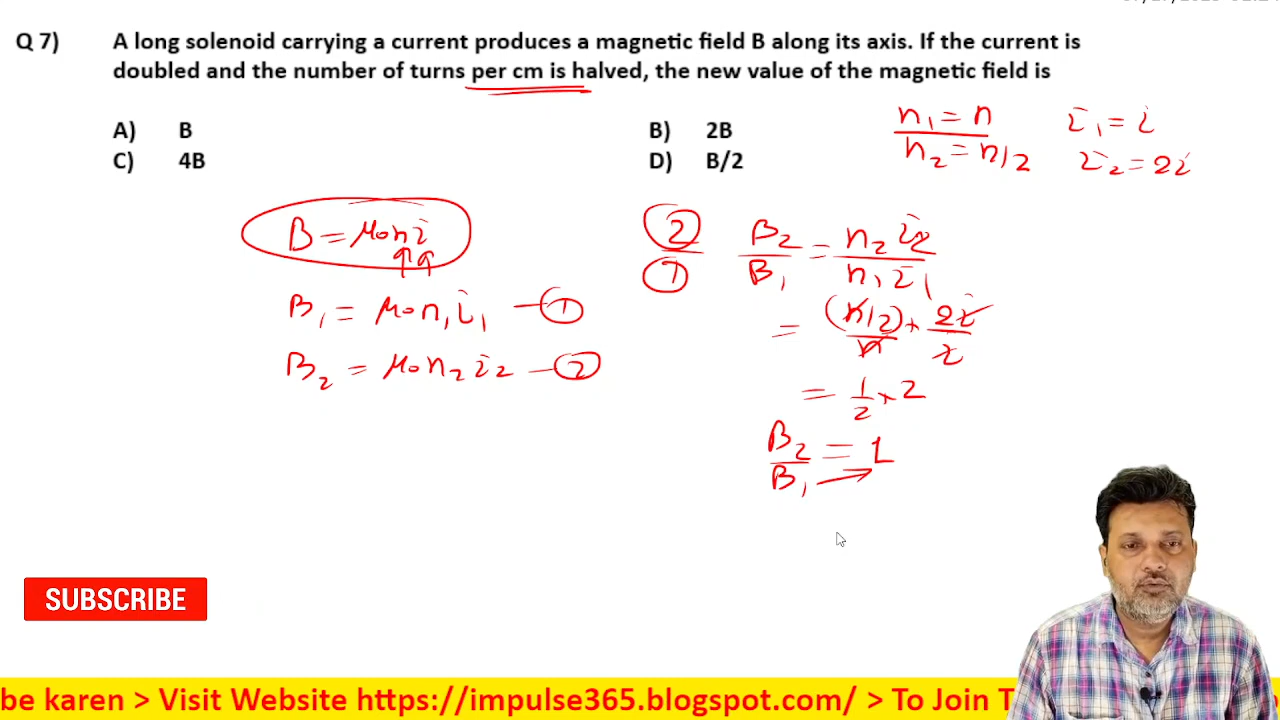 Q 7) A long solenoid carrying a current produces a magnetic field B along its axis. If the current is
doubled and the number of turns per cm is halved, the new value of the magnetic field is
A) B B) 2B
C) 4B D) B/2
n₁ = n i₁ = i
n₂ = n/2 i₂ = 2i
B = μ₀ni
B₁ = μ₀n₁i₁ — ①
B₂ = μ₀n₂i₂ — ②
②/① B₂/B₁ = n₂i₂/n₁i₁
= (n/2)/n × 2i/i
= 1/2 × 2
B₂/B₁ = 1
SUBSCRIBE
be karen > Visit Website https://impulse365.blogspot.com/ > To Join T